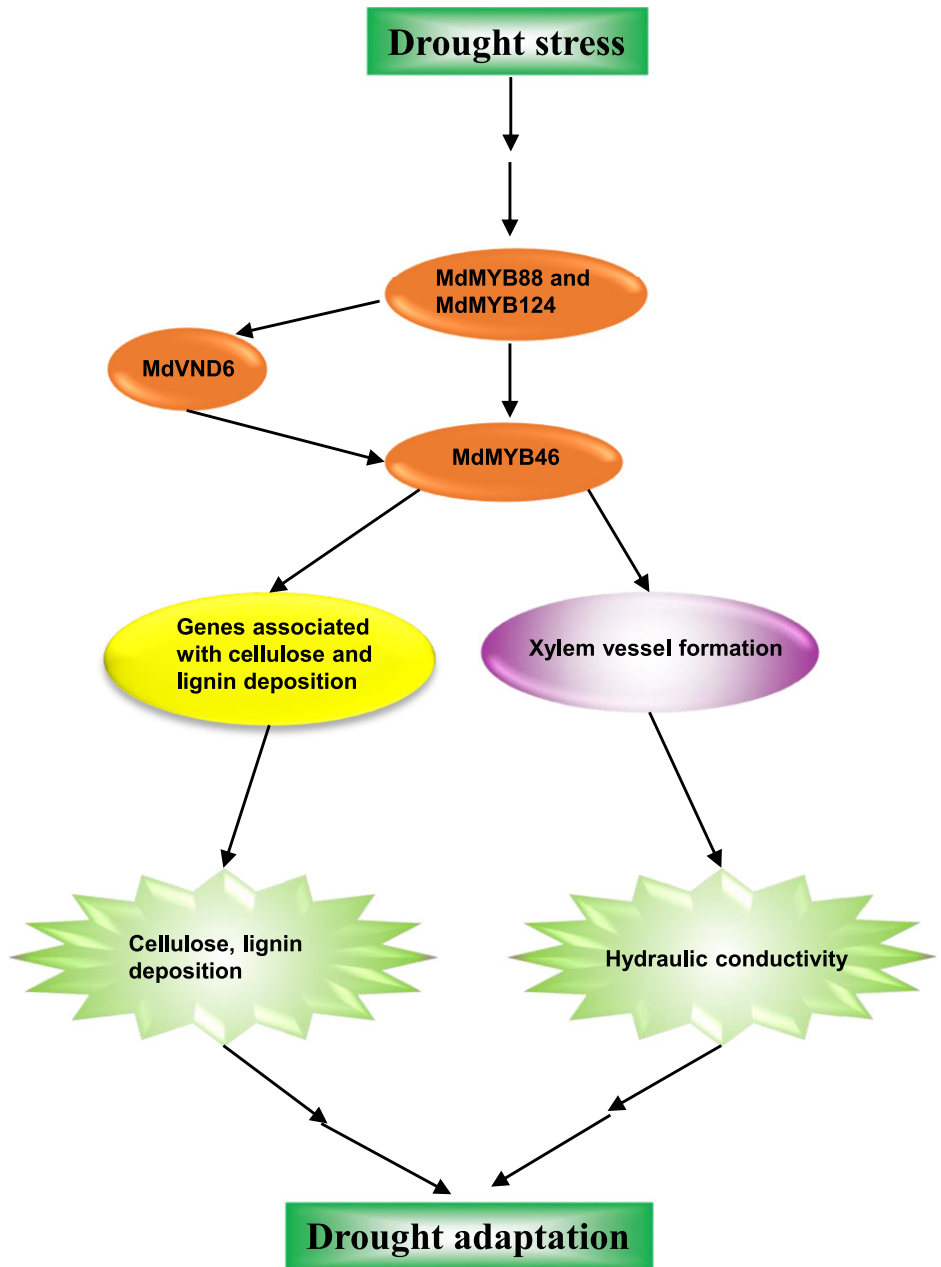 Drought stress
MdMYB88 and
MdMYB124
MdVND6
MdMYB46
Genes associated
with cellulose and
lignin deposition
Xylem vessel formation
Cellulose, lignin
deposition
Hydraulic conductivity
Drought adaptation